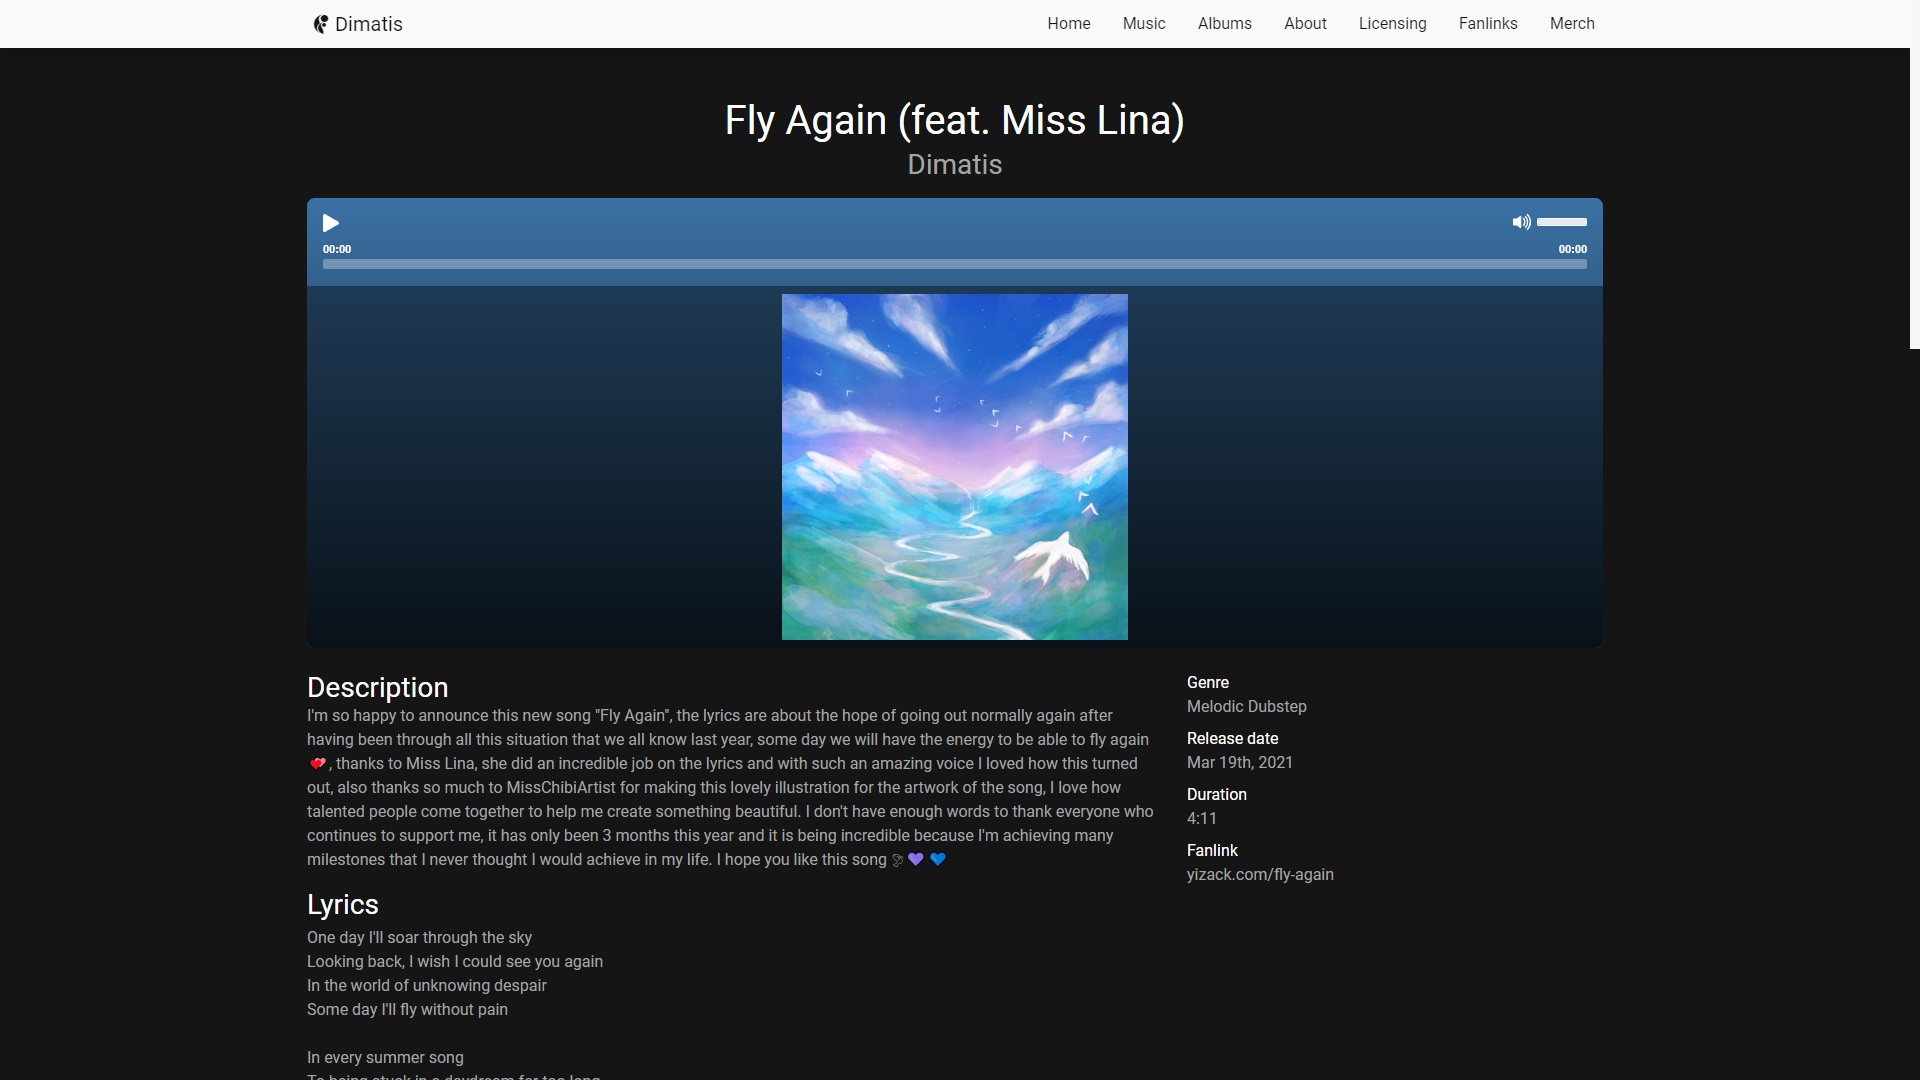 Dimatis
Home Music Albums About Licensing Fanlinks Merch
Fly Again (feat. Miss Lina)
Dimatis
00:00 00:00
Description
I'm so happy to announce this new song "Fly Again", the lyrics are about the hope of going out normally again after
having been through all this situation that we all know last year, some day we will have the energy to be able to fly again
💞, thanks to Miss Lina, she did an incredible job on the lyrics and with such an amazing voice I loved how this turned
out, also thanks so much to MissChibiArtist for making this lovely illustration for the artwork of the song, I love how
talented people come together to help me create something beautiful. I don't have enough words to thank everyone who
continues to support me, it has only been 3 months this year and it is being incredible because I'm achieving many
milestones that I never thought I would achieve in my life. I hope you like this song 🕊💜💙
Genre
Melodic Dubstep
Release date
Mar 19th, 2021
Duration
4:11
Fanlink
yizack.com/fly-again
Lyrics
One day I'll soar through the sky
Looking back, I wish I could see you again
In the world of unknowing despair
Some day I'll fly without pain
In every summer song
To being stuck in a daydream for too long